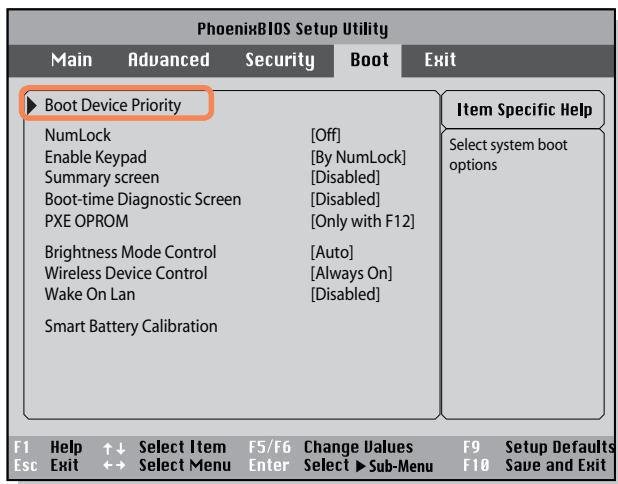 PhoenixBIOS Setup Utility
Main Advanced Security Boot Exit
Boot Device Priority
NumLock [Off]
Enable Keypad [By NumLock]
Summary screen [Disabled]
Boot-time Diagnostic Screen [Disabled]
PXE OPROM [Only with F12]
Brightness Mode Control [Auto]
Wireless Device Control [Always On]
Wake On Lan [Disabled]
Smart Battery Calibration
Item Specific Help
Select system boot
options
F1 Help ↑↓ Select Item F5/F6 Change Values F9 Setup Defaults
Esc Exit ←→ Select Menu Enter Select ▶ Sub-Menu F10 Save and Exit